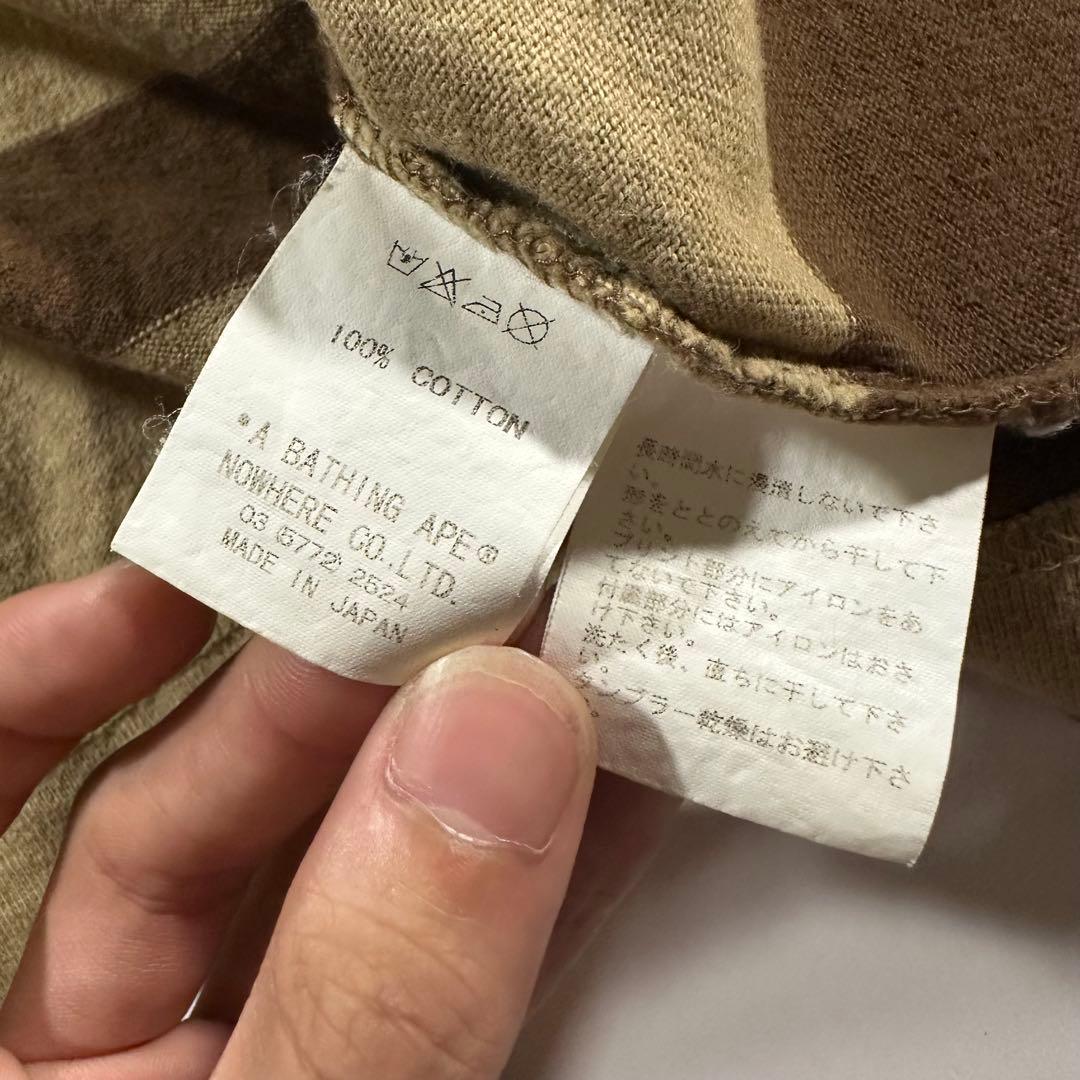 100% COTTON
®A BATHING APE®
NOWHERE CO.,LTD.
03 5772 2524
MADE IN JAPAN
長時間水に浸漬しないで下さ
い。
形をととのえてから干して下
さい。
プリント部分にアイロンをあ
てないで下さい。
付属部分にはアイロンはおさ
け下さい。
洗たく後、直ちに干して下さ
い。
タンブラー乾燥はお避け下さ